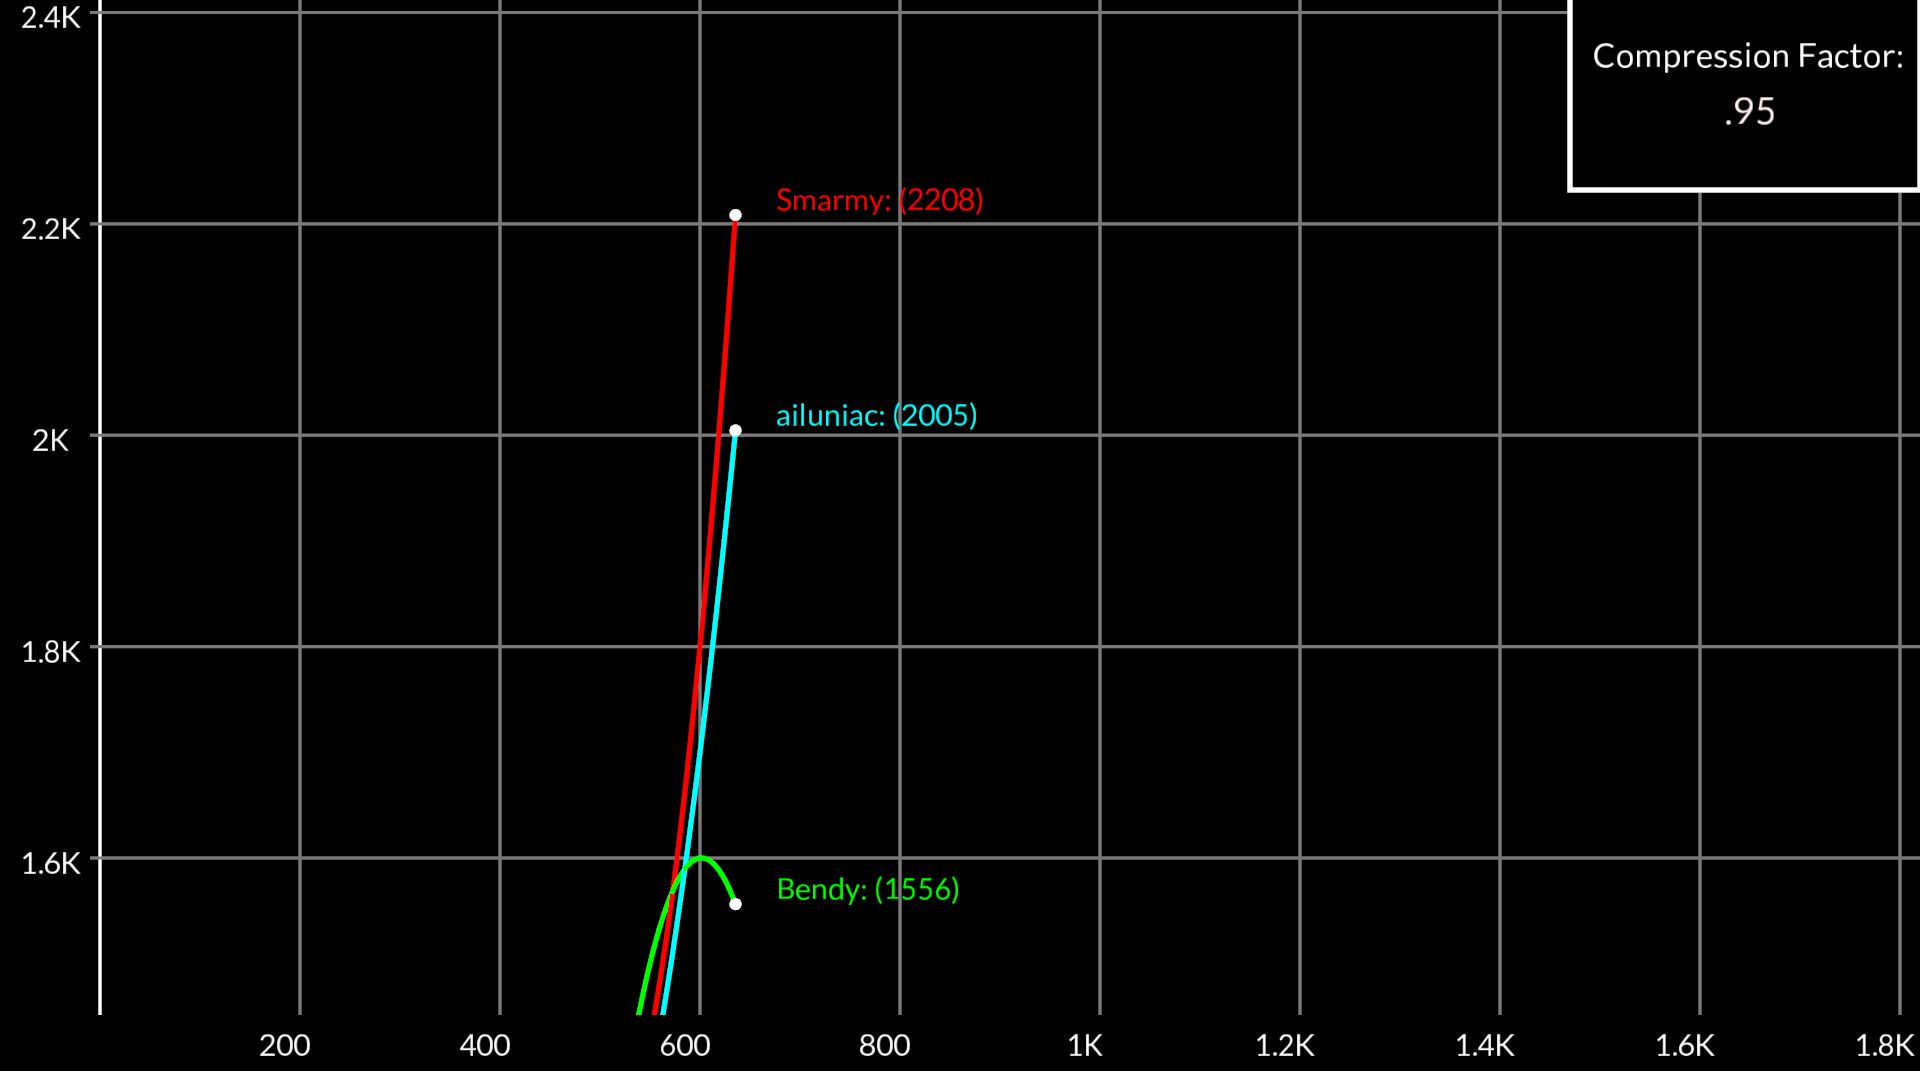 2.4K
Compression Factor:
.95
Smarmy: (2208)
2.2K
ailuniac: (2005)
2K
1.8K
1.6K
Bendy: (1556)
200 400 600 800 1K 1.2K 1.4K 1.6K 1.8K